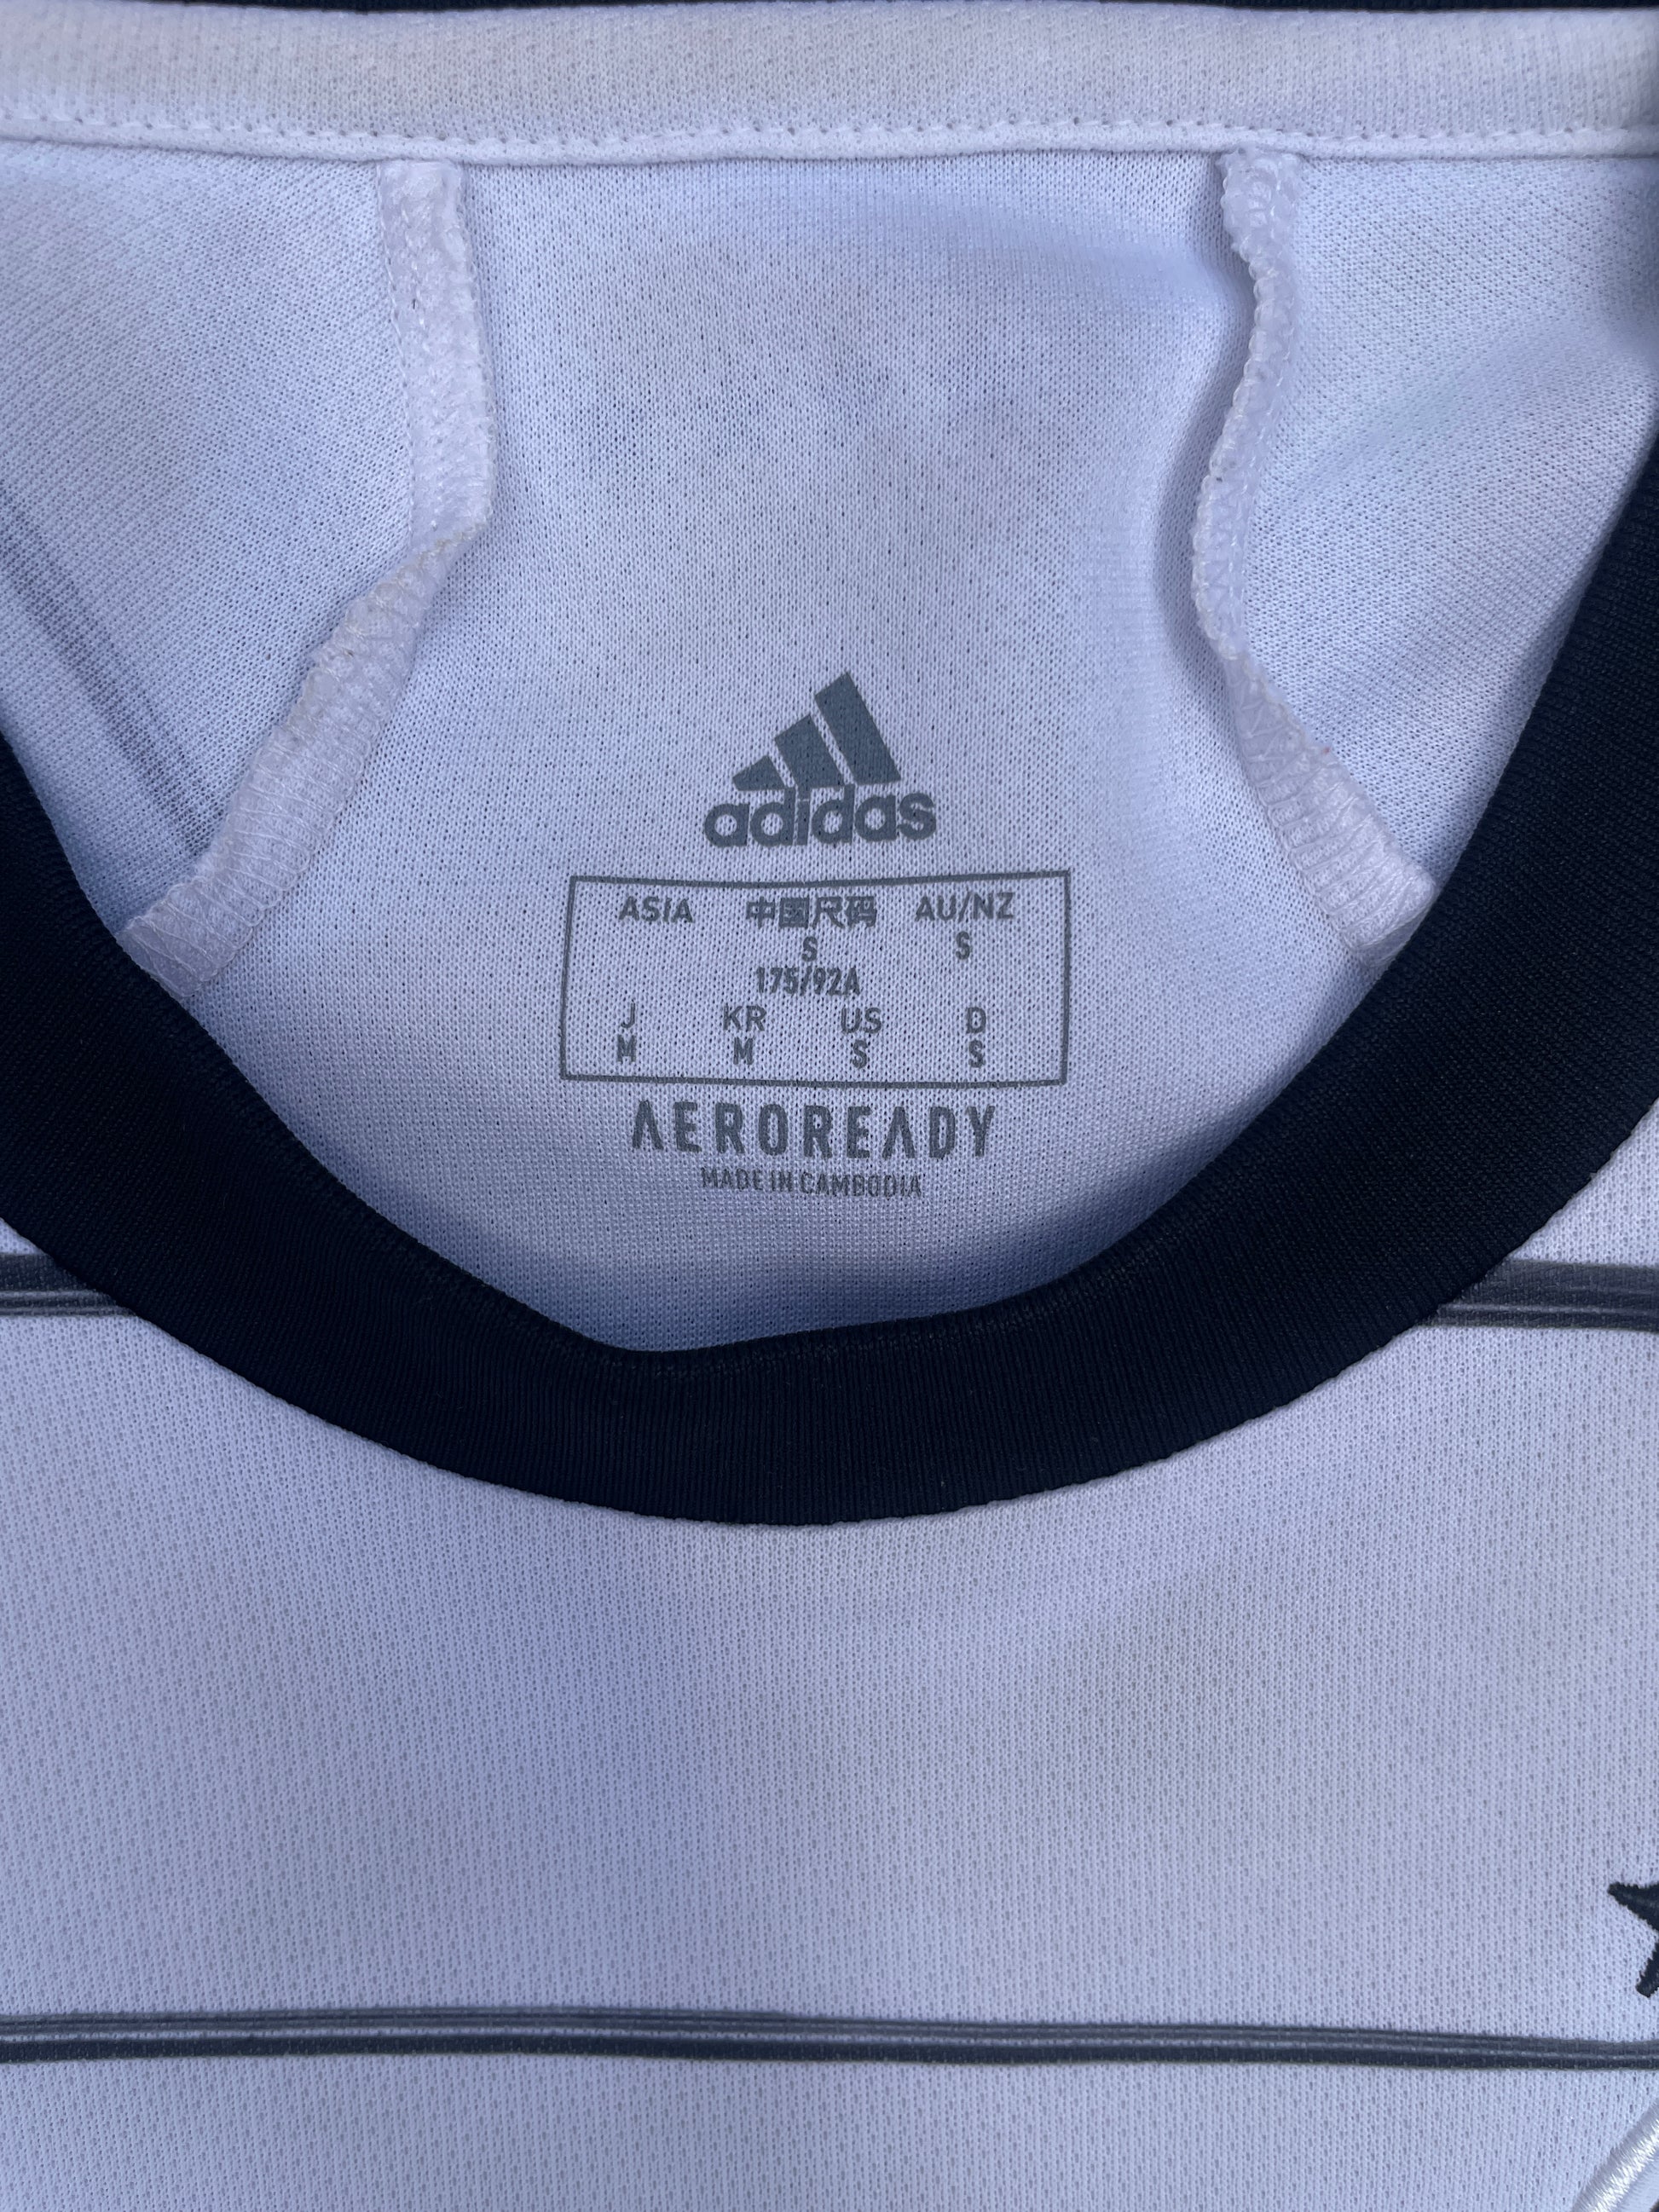 adidas
ASIA 中国尺码 AU/NZ
S S
175/92A
J KR US D
M M S S
AEROREADY
MADE IN CAMBODIA